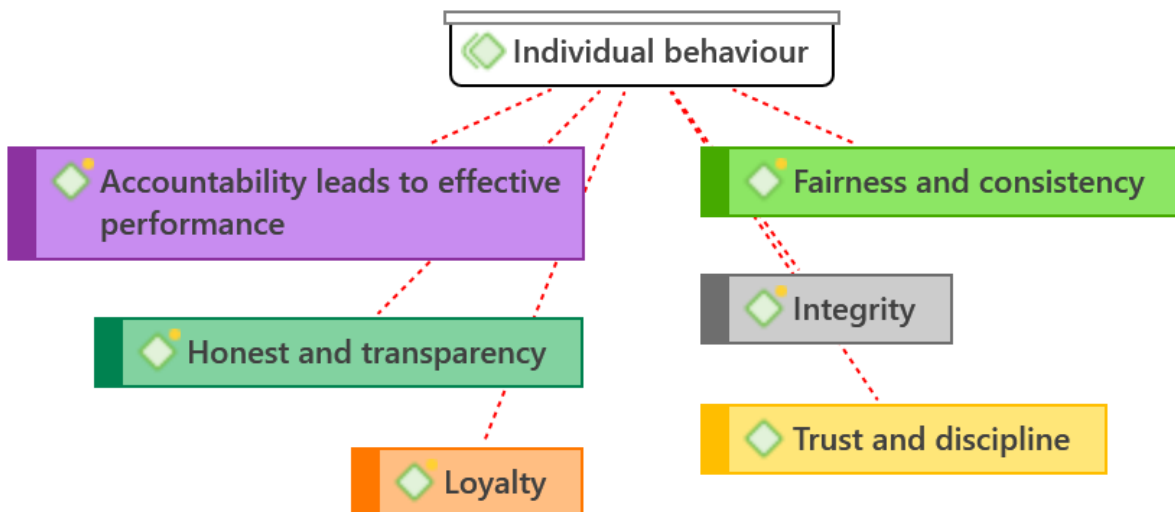 Individual behaviour
Accountability leads to effective
performance
Fairness and consistency
Integrity
Honest and transparency
Trust and discipline
Loyalty